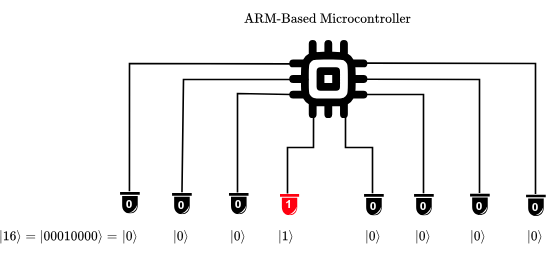 ARM-Based Microcontroller
0 0 0 1 0 0 0 0
|16⟩ = |00010000⟩ = |0⟩ |0⟩ |0⟩ |1⟩ |0⟩ |0⟩ |0⟩ |0⟩